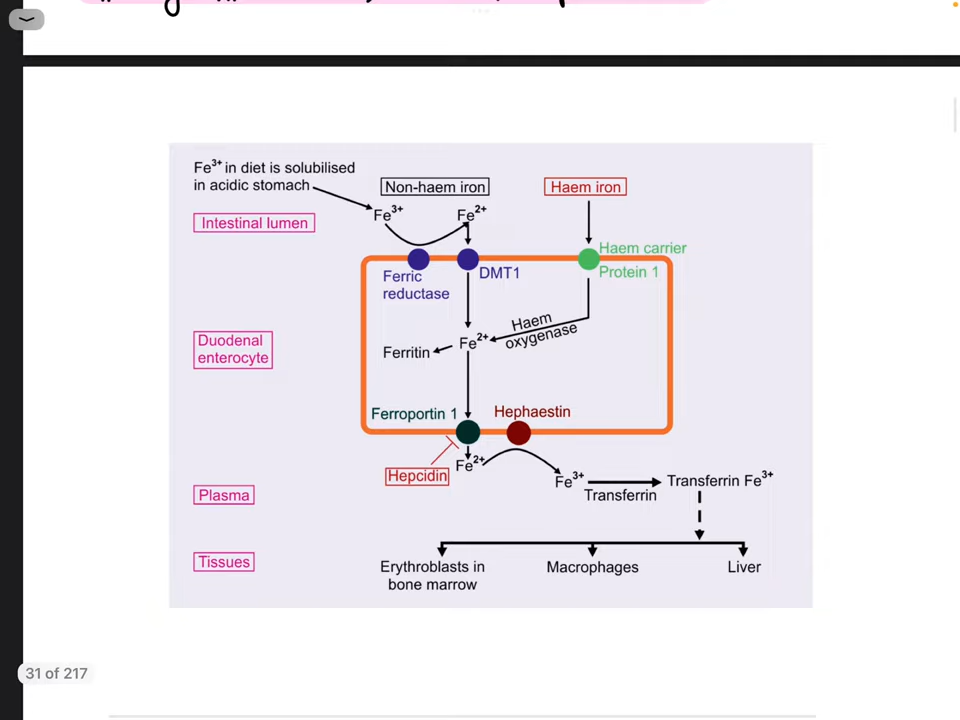 Fe³⁺ in diet is solubilised
in acidic stomach
Non-haem iron
Haem iron
Fe³⁺
Fe²⁺
Intestinal lumen
Haem carrier
Protein 1
DMT1
Ferric
reductase
Haem
oxygenase
Duodenal
enterocyte
Fe²⁺
Ferritin
Ferroportin 1
Hephaestin
Fe²⁺
Hepcidin
Fe³⁺
Transferrin
Transferrin Fe³⁺
Plasma
Tissues
Erythroblasts in
bone marrow
Macrophages
Liver
31 of 217